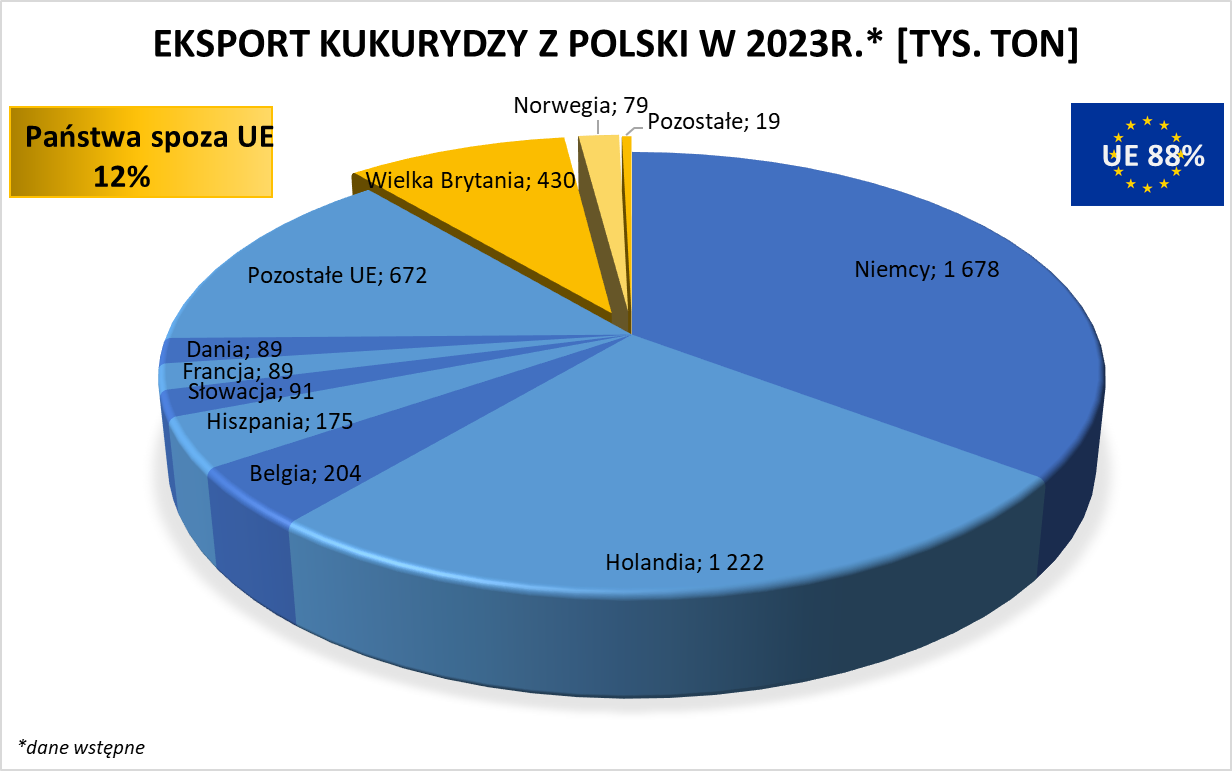 EKSPORT KUKURYDZY Z POLSKI W 2023R.* [TYS. TON]
Państwa spoza UE
12%
UE 88%
Norwegia; 79
Pozostałe; 19
Wielka Brytania; 430
Niemcy; 1 678
Pozostałe UE; 672
Dania; 89
Francja; 89
Słowacja; 91
Hiszpania; 175
Belgia; 204
Holandia; 1 222
*dane wstępne